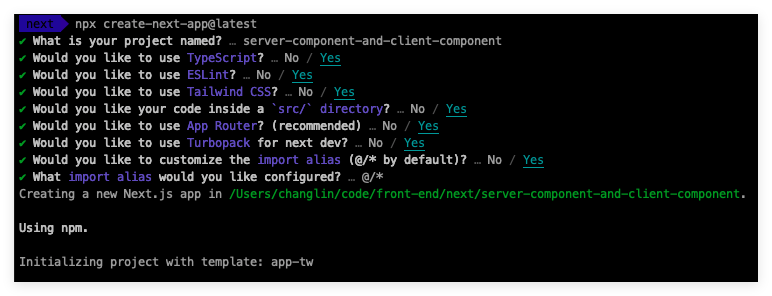 next npx create-next-app@latest
✔ What is your project named? … server-component-and-client-component
✔ Would you like to use TypeScript? … No / Yes
✔ Would you like to use ESLint? … No / Yes
✔ Would you like to use Tailwind CSS? … No / Yes
✔ Would you like your code inside a `src/` directory? … No / Yes
✔ Would you like to use App Router? (recommended) … No / Yes
✔ Would you like to use Turbopack for next dev? … No / Yes
✔ Would you like to customize the import alias (@/* by default)? … No / Yes
✔ What import alias would you like configured? … @/*
Creating a new Next.js app in /Users/changlin/code/front-end/next/server-component-and-client-component.
Using npm.
Initializing project with template: app-tw